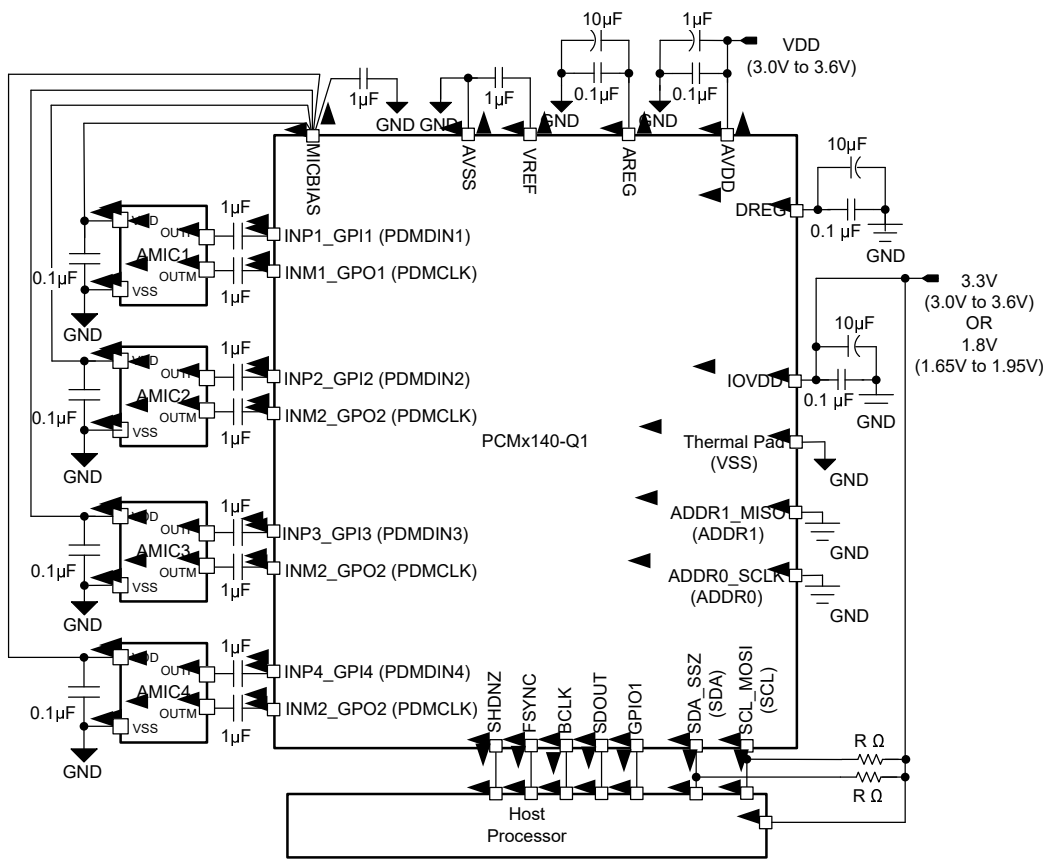 10µF
1µF
VDD
(3.0V to 3.6V)
1µF
1µF
0.1µF
0.1µF
GND
GND
GND
GND
MICBIAS
AVSS
VREF
AREG
AVDD
10µF
DREG
0.1 µF
GND
1µF
VDD
OUTP
INP1_GPI1 (PDMDIN1)
AMIC1
0.1µF
OUTM
INM1_GPO1 (PDMCLK)
VSS
1µF
GND
3.3V
(3.0V to 3.6V)
OR
1.8V
(1.65V to 1.95V)
10µF
IOVDD
0.1 µF
GND
1µF
VDD
OUTP
INP2_GPI2 (PDMDIN2)
AMIC2
0.1µF
OUTM
INM2_GPO2 (PDMCLK)
VSS
1µF
GND
PCMx140-Q1
Thermal Pad
(VSS)
GND
1µF
VDD
OUTP
INP3_GPI3 (PDMDIN3)
AMIC3
0.1µF
OUTM
INM2_GPO2 (PDMCLK)
VSS
1µF
GND
ADDR1_MISO
(ADDR1)
GND
ADDR0_SCLK
(ADDR0)
GND
1µF
VDD
OUTP
INP4_GPI4 (PDMDIN4)
AMIC4
0.1µF
OUTM
INM2_GPO2 (PDMCLK)
VSS
1µF
GND
SHDNZ
FSYNC
BCLK
SDOUT
GPIO1
SDA_SSZ
(SDA)
SCL_MOSI
(SCL)
R Ω
R Ω
Host
Processor